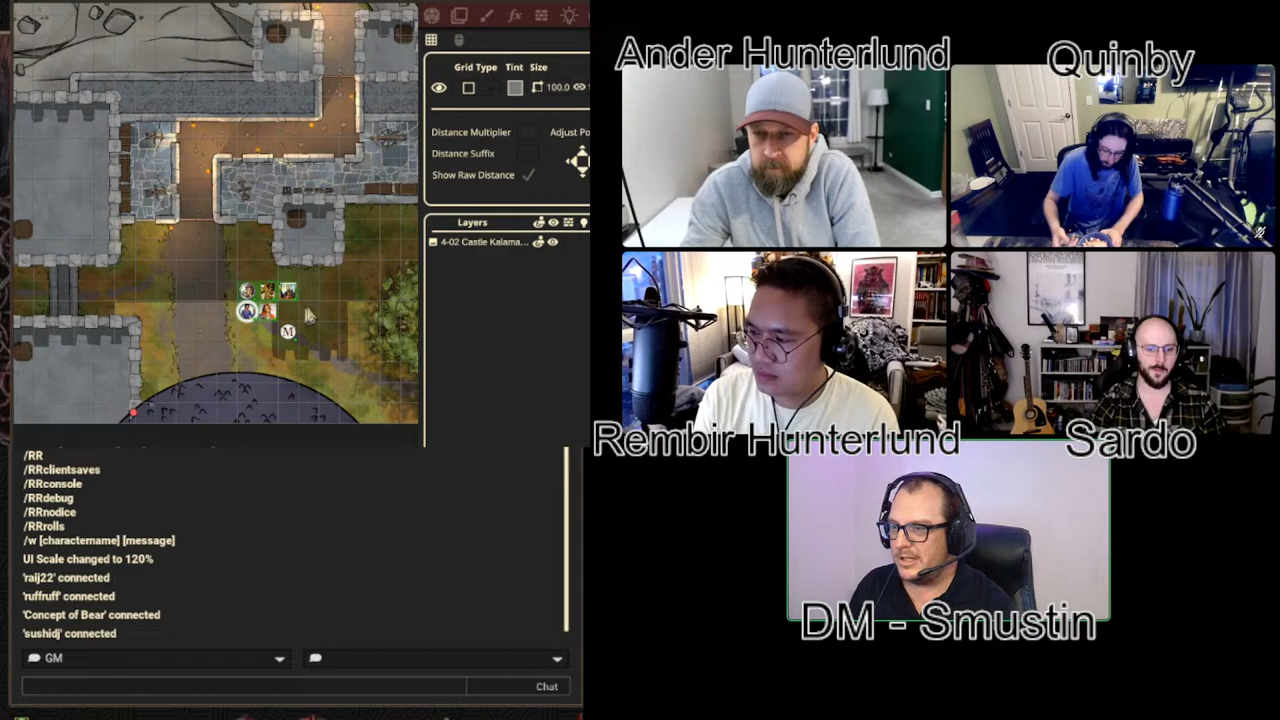 fx
Grid Type Tint Size
100.0
Distance Multiplier Adjust Po
Distance Suffix
Show Raw Distance
Layers
4-02 Castle Kalama...
M
/RR
/RRclientsaves
/RRconsole
/RRdebug
/RRnodice
/RRrolls
/w [charactername] [message]
UI Scale changed to 120%
'raij22' connected
'ruffruff' connected
'Concept of Bear' connected
'sushidj' connected
GM
Chat
Ander Hunterlund
Quinby
Rembir Hunterlund
Sardo
DM - Smustin